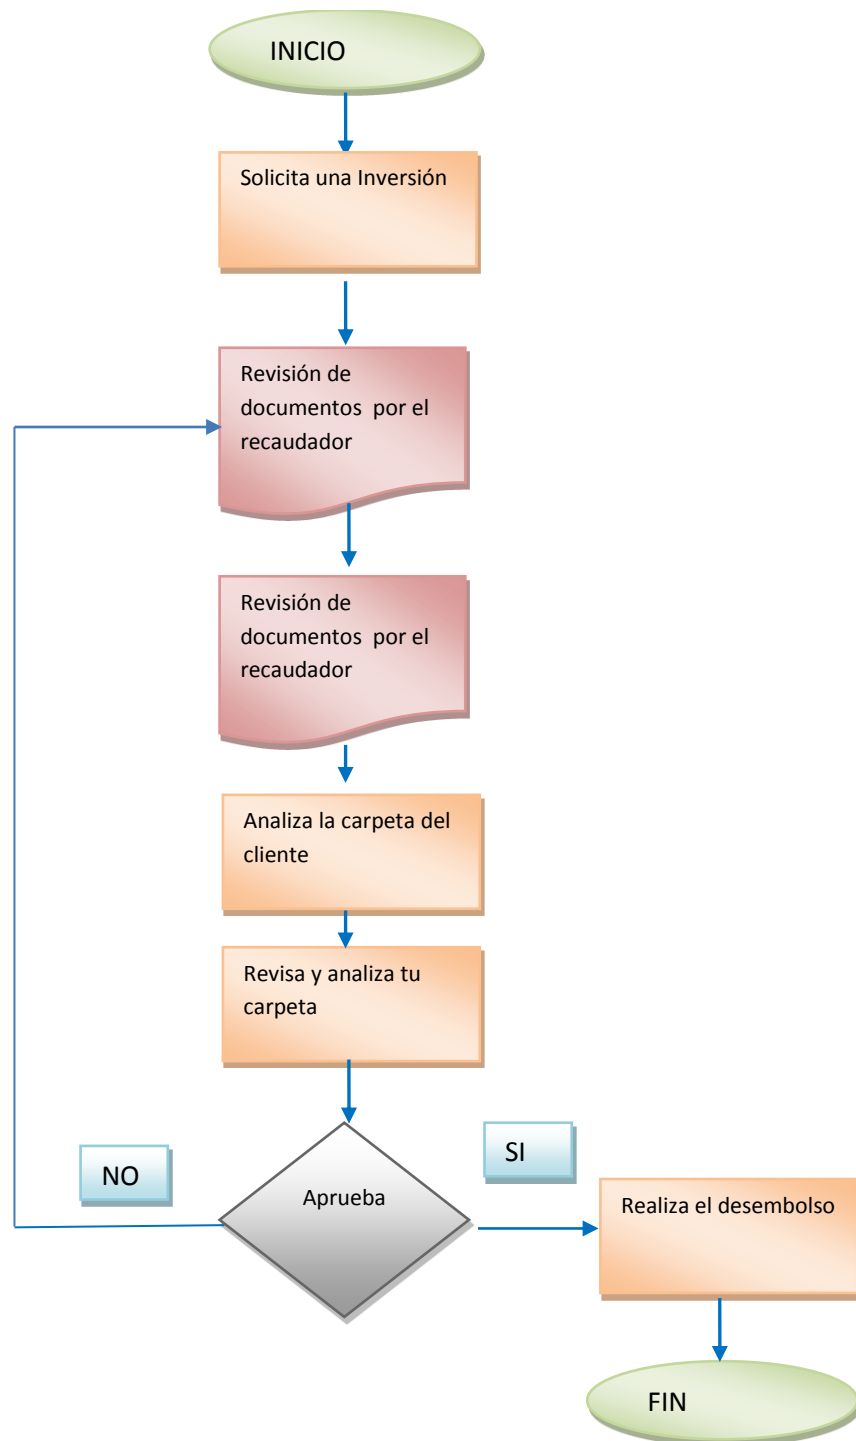 INICIO
Solicita una Inversión
Revisión de
documentos por el
recaudador
Revisión de
documentos por el
recaudador
Analiza la carpeta del
cliente
Revisa y analiza tu
carpeta
Aprueba
NO
SI
Realiza el desembolso
FIN